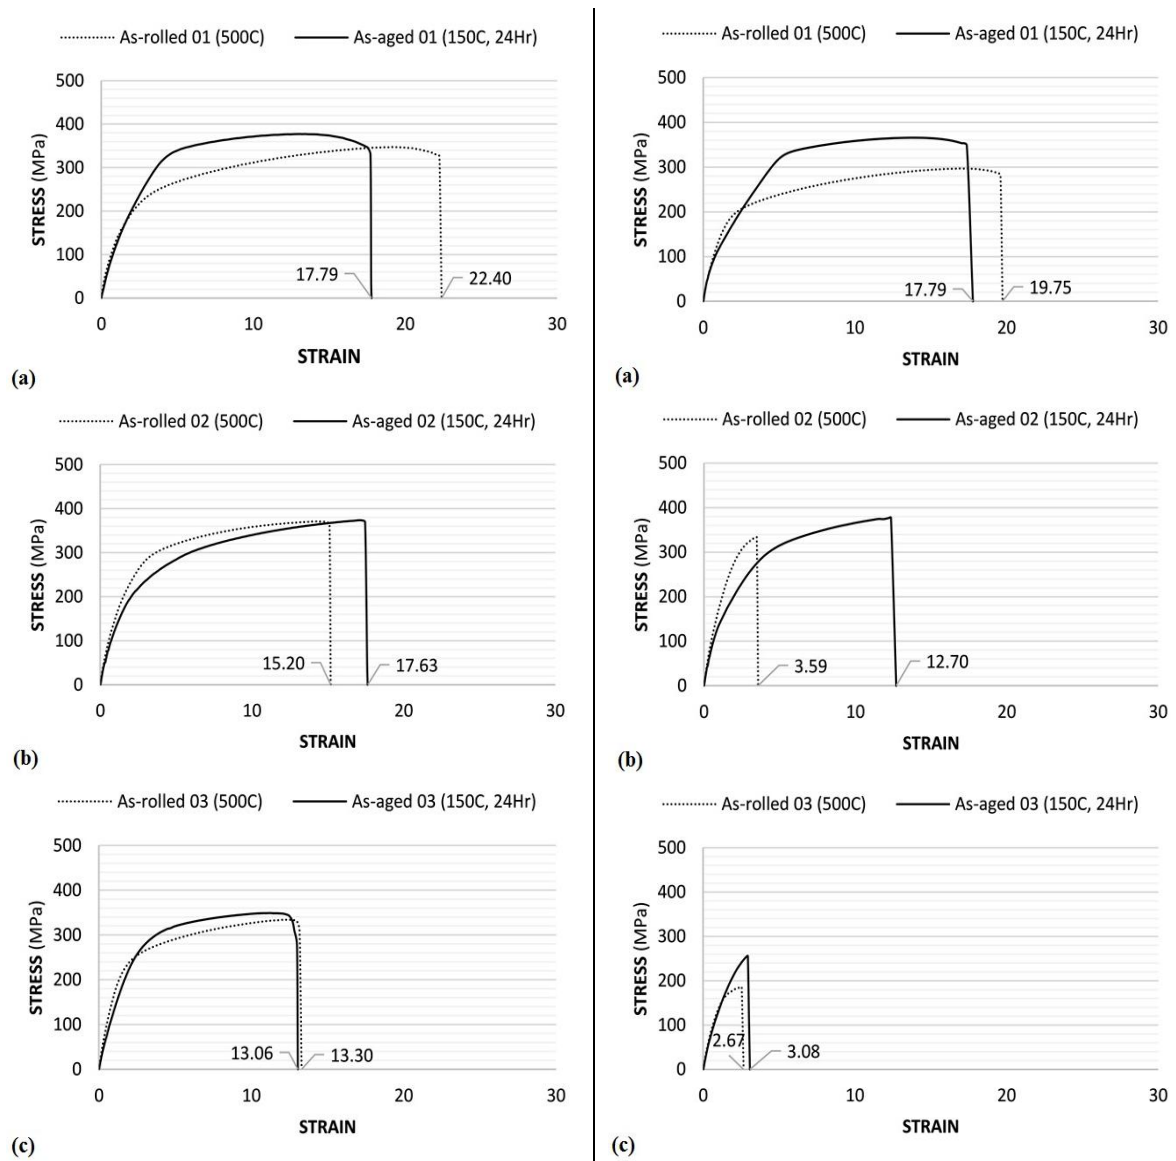 As-rolled 01 (500C) As-aged 01 (150C, 24Hr)
500
400
300
200
100
0
STRESS (MPa)
17.79 22.40
0 10 20 30
STRAIN
(a)
As-rolled 02 (500C) As-aged 02 (150C, 24Hr)
500
400
300
200
100
0
STRESS (MPa)
15.20 17.63
0 10 20 30
STRAIN
(b)
As-rolled 03 (500C) As-aged 03 (150C, 24Hr)
500
400
300
200
100
0
STRESS (MPa)
13.06 13.30
0 10 20 30
STRAIN
(c)
As-rolled 01 (500C) As-aged 01 (150C, 24Hr)
500
400
300
200
100
0
STRESS (MPa)
17.79 19.75
0 10 20 30
STRAIN
(a)
As-rolled 02 (500C) As-aged 02 (150C, 24Hr)
500
400
300
200
100
0
STRESS (MPa)
3.59 12.70
0 10 20 30
STRAIN
(b)
As-rolled 03 (500C) As-aged 03 (150C, 24Hr)
500
400
300
200
100
0
STRESS (MPa)
2.67 3.08
0 10 20 30
STRAIN
(c)